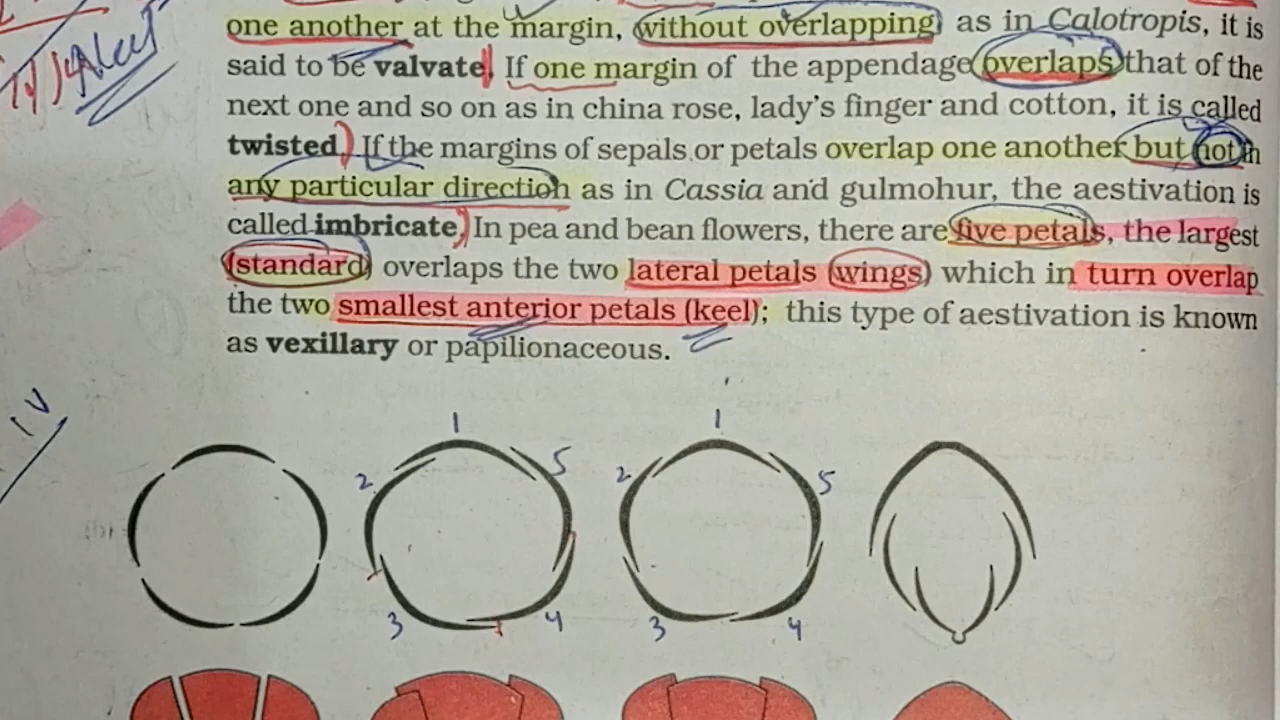 one another at the margin, without overlapping as in Calotropis, it is
said to be valvate. If one margin of the appendage overlaps that of the
next one and so on as in china rose, lady's finger and cotton, it is called
twisted. If the margins of sepals or petals overlap one another but not in
any particular direction as in Cassia and gulmohur, the aestivation is
called imbricate. In pea and bean flowers, there are five petals, the largest
(standard) overlaps the two lateral petals (wings) which in turn overlap
the two smallest anterior petals (keel); this type of aestivation is known
as vexillary or papilionaceous.
IV
1 1
2 5 2 5
3 4 3 4